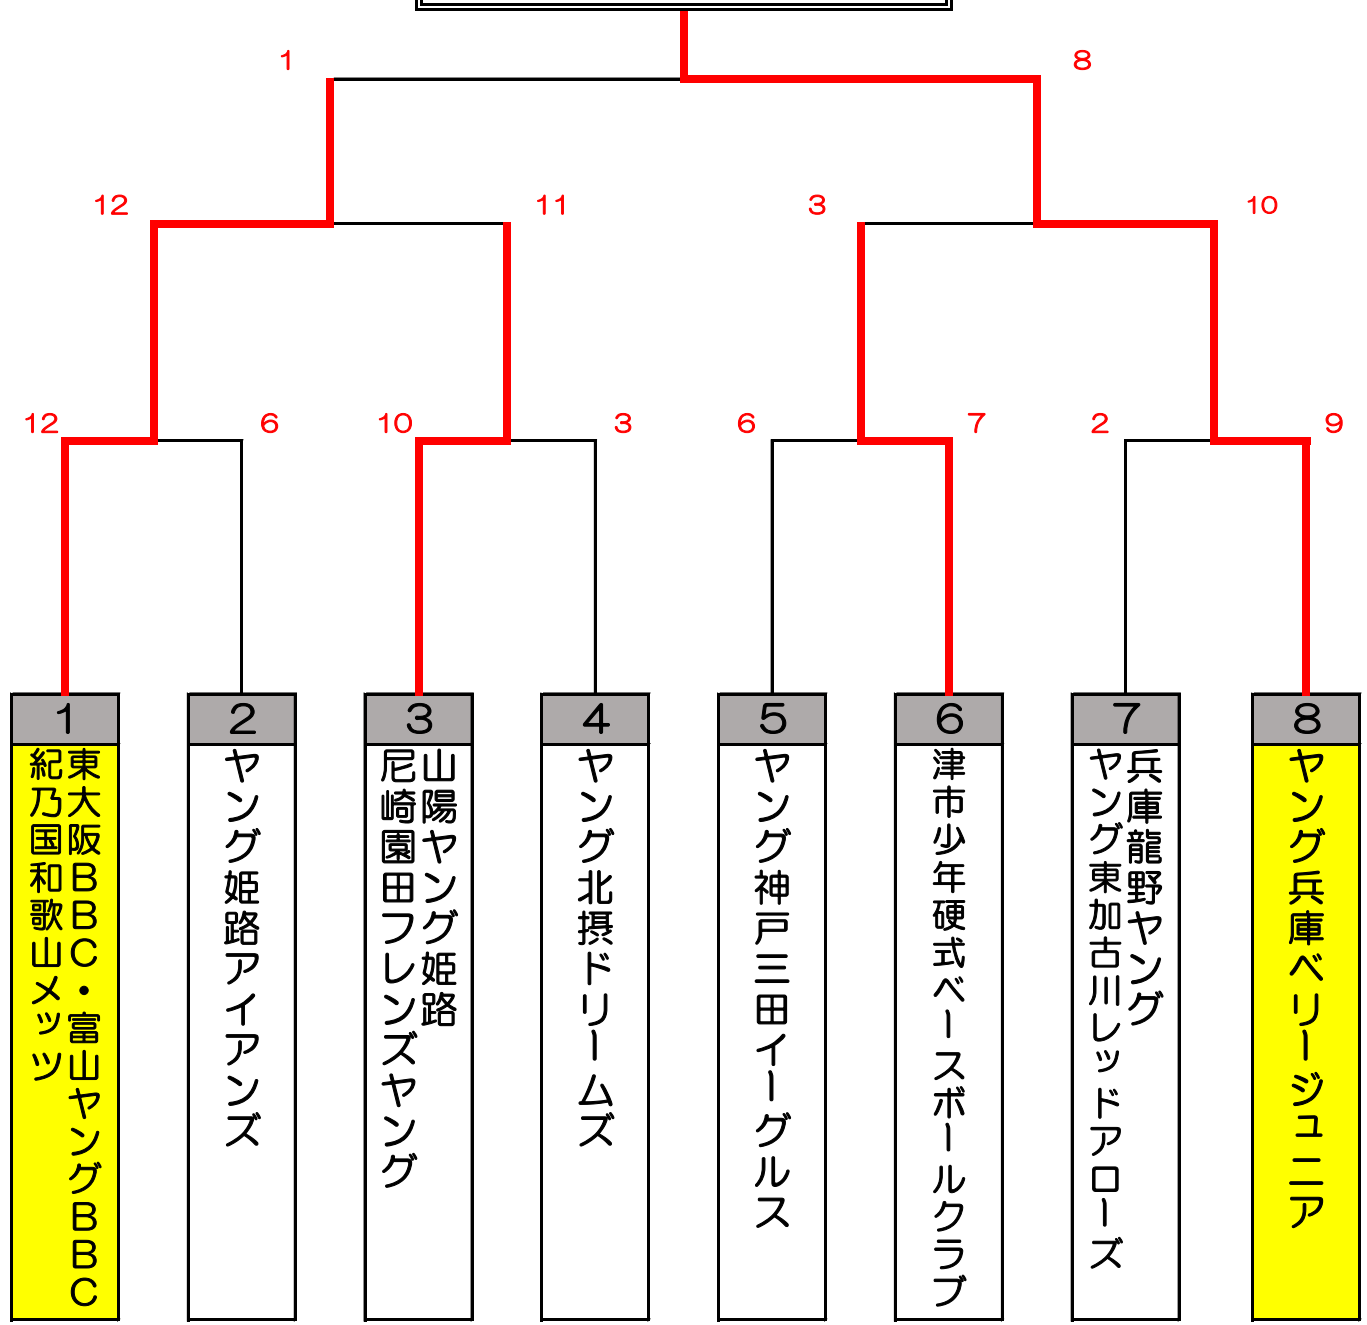 1
8
12
11
3
10
12
6
10
3
6
7
2
9
1
2
3
4
5
6
7
8
東大阪BBC・富山ヤングBBC
紀乃国和歌山メッツ
ヤング姫路アイアンズ
山陽ヤング姫路
尼崎園田フレンズヤング
ヤング北摂ドリームズ
ヤング神戸三田イーグルス
津市少年硬式ベースボールクラブ
兵庫龍野ヤング
ヤング東加古川レッドアローズ
ヤング兵庫ベリージュニア